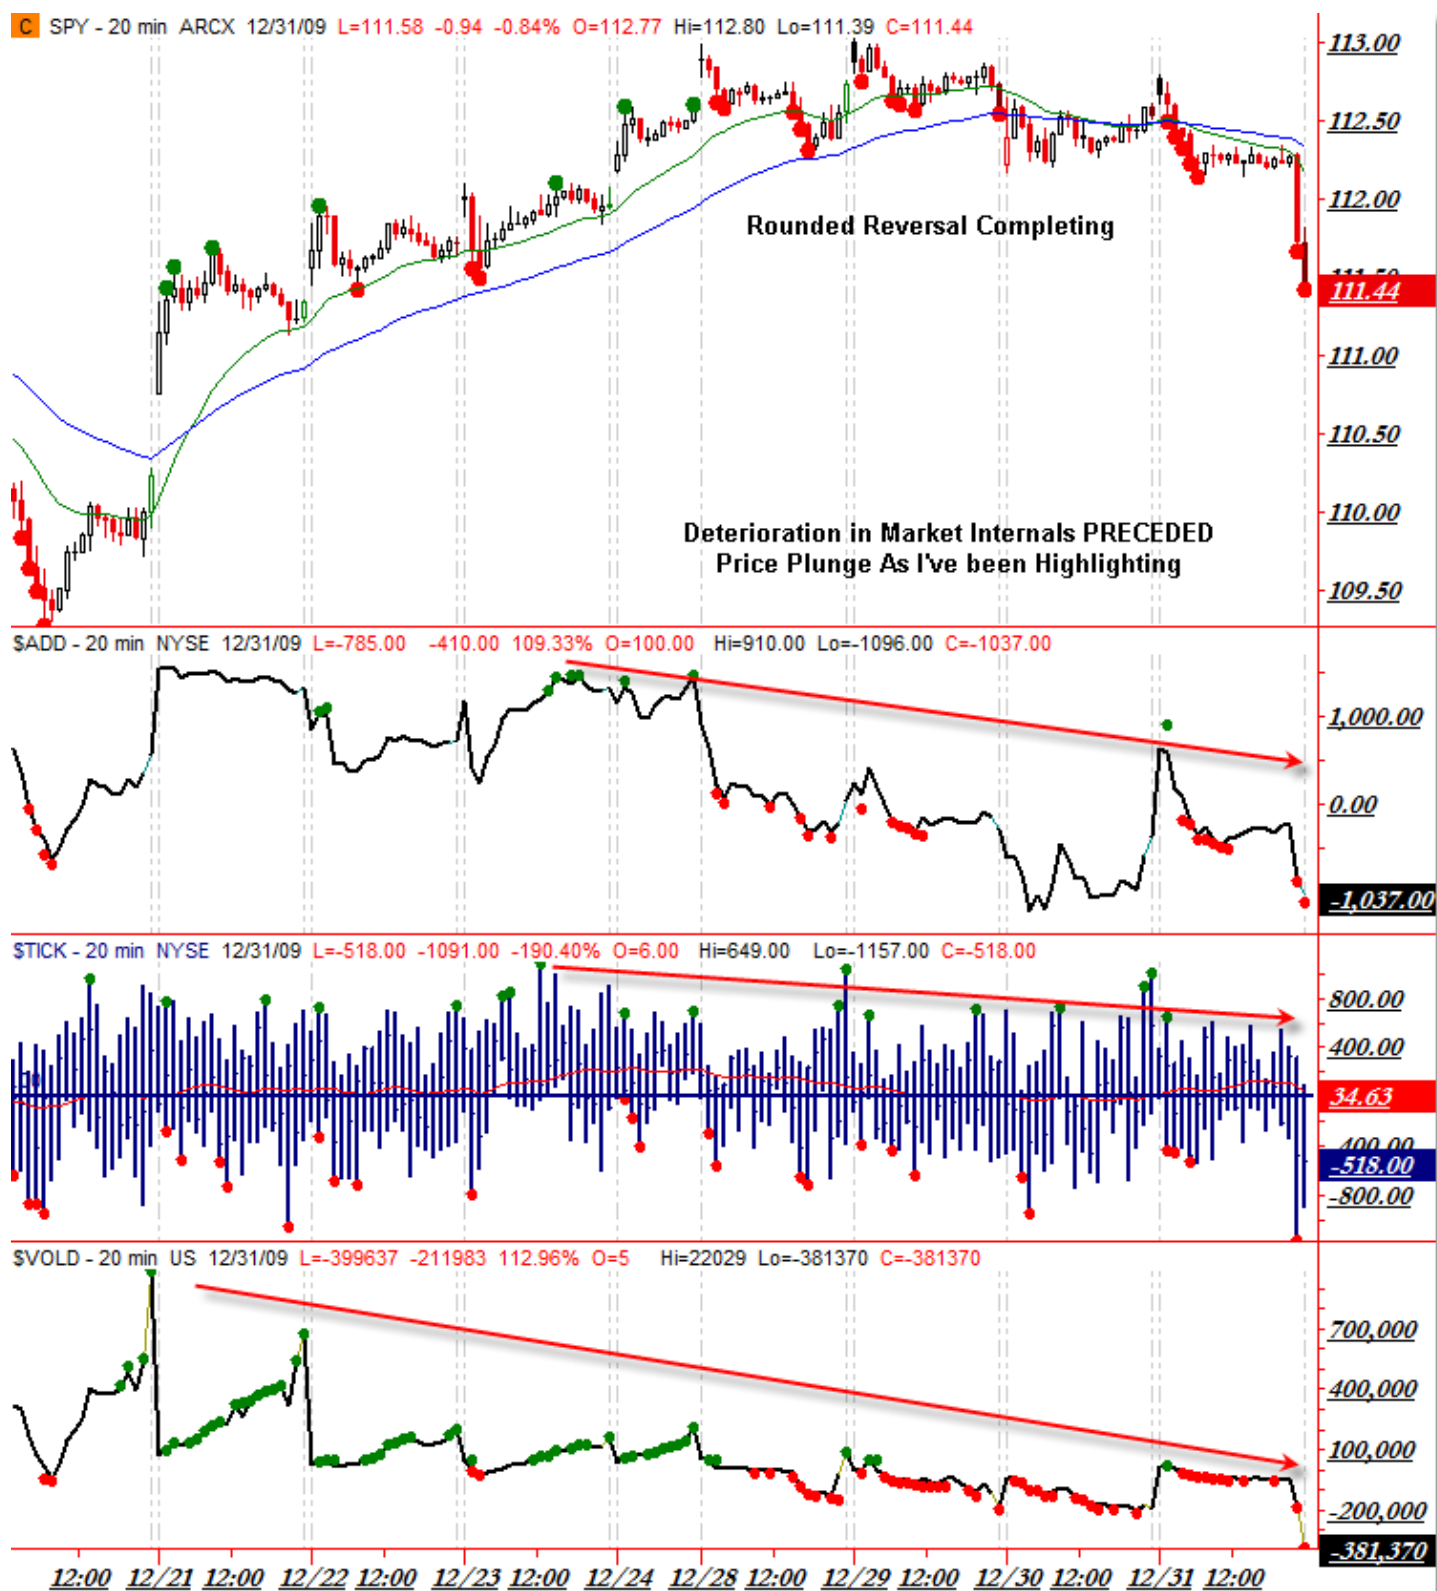 C SPY - 20 min ARCX 12/31/09 L=111.58 -0.94 -0.84% O=112.77 Hi=112.80 Lo=111.39 C=111.44
113.00
112.50
112.00
Rounded Reversal Completing
111.44
111.00
110.50
110.00
Deterioration in Market Internals PRECEDED
Price Plunge As I've been Highlighting
109.50
$ADD - 20 min NYSE 12/31/09 L=-785.00 -410.00 109.33% O=100.00 Hi=910.00 Lo=-1096.00 C=-1037.00
1,000.00
0.00
-1,037.00
$TICK - 20 min NYSE 12/31/09 L=-518.00 -1091.00 -190.40% O=6.00 Hi=649.00 Lo=-1157.00 C=-518.00
800.00
400.00
34.63
-400.00
-518.00
-800.00
$VOLD - 20 min US 12/31/09 L=-399637 -211983 112.96% O=5 Hi=22029 Lo=-381370 C=-381370
700,000
400,000
100,000
-200,000
-381,370
12:00 12/21 12:00 12/22 12:00 12/23 12:00 12/24 12/28 12:00 12/29 12:00 12/30 12:00 12/31 12:00